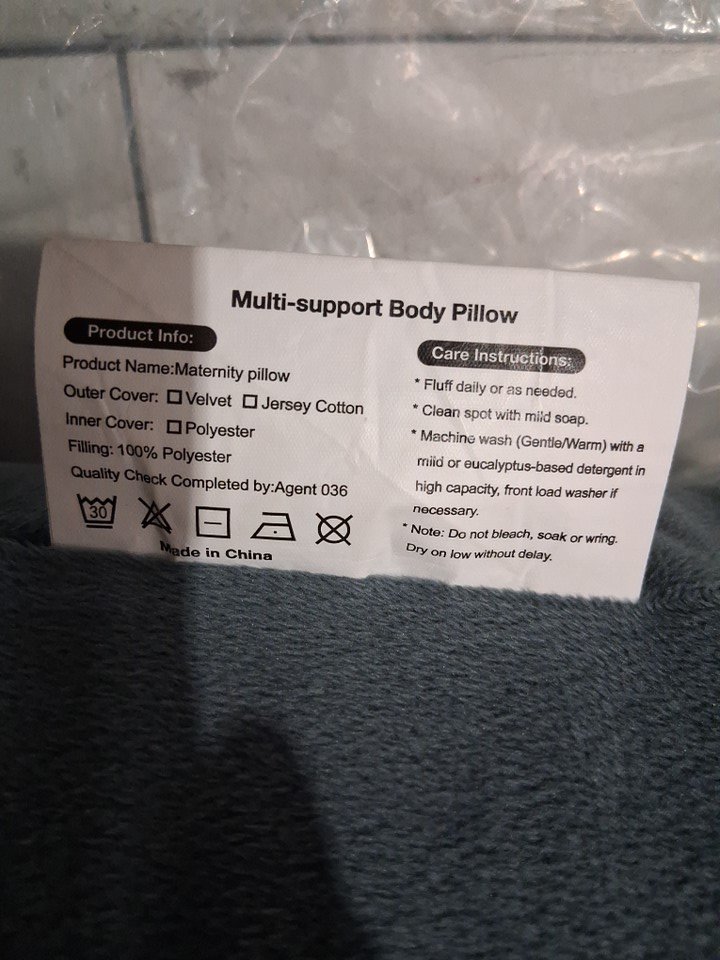 Multi-support Body Pillow
Product Info:
Product Name:Maternity pillow
Outer Cover: ☐ Velvet ☐ Jersey Cotton
Inner Cover: ☐ Polyester
Filling: 100% Polyester
Quality Check Completed by:Agent 036
30
Made in China
Care Instructions:
* Fluff daily or as needed.
* Clean spot with mild soap.
* Machine wash (Gentle/Warm) with a
miid or eucalyptus-based detergent in
high capacity, front load washer if
necessary.
* Note: Do not bleach, soak or wring.
Dry on low without delay.